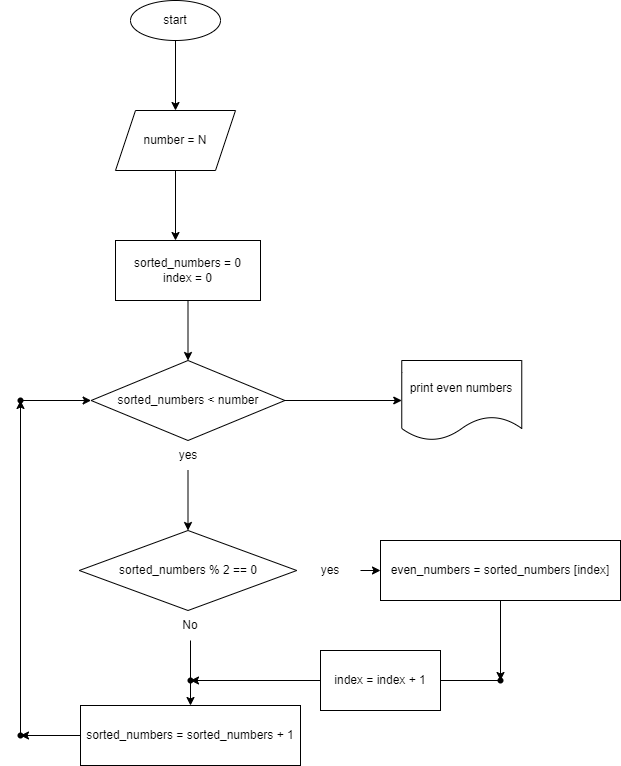 start
number = N
sorted_numbers = 0
index = 0
sorted_numbers < number
print even numbers
yes
sorted_numbers % 2 == 0
yes
even_numbers = sorted_numbers [index]
No
index = index + 1
sorted_numbers = sorted_numbers + 1